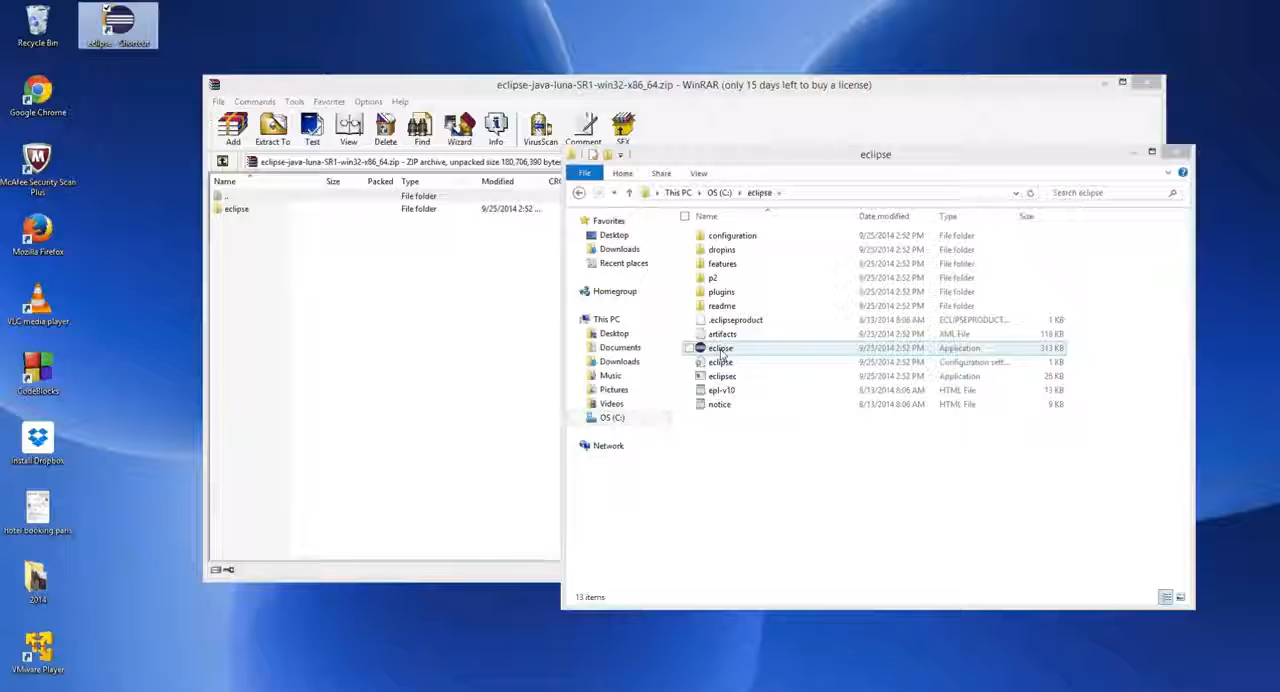 Recycle Bin
eclipse - Shortcut
Google Chrome
McAfee Security Scan
Plus
Mozilla Firefox
VLC media player
CodeBlocks
Install Dropbox
hotel booking.pans
2014
VMware Player
eclipse-java-luna-SR1-win32-x86_64.zip - WinRAR (only 15 days left to buy a license)
File Commands Tools Favorites Options Help
Add Extract To Test View Delete Find Wizard Info VirusScan Comment SFX
eclipse-java-luna-SR1-win32-x86_64.zip - ZIP archive, unpacked size 180,706,390 bytes
Name Size Packed Type Modified CRC
.. File folder
eclipse File folder 9/25/2014 2:52 ...
eclipse
File Home Share View
This PC OS (C:) eclipse
Search eclipse
Favorites
Desktop
Downloads
Recent places
Homegroup
This PC
Desktop
Documents
Downloads
Music
Pictures
Videos
OS (C:)
Network
Name Date modified Type Size
configuration 9/25/2014 2:52 PM File folder
dropins 9/25/2014 2:52 PM File folder
features 9/25/2014 2:52 PM File folder
p2 9/25/2014 2:52 PM File folder
plugins 9/25/2014 2:52 PM File folder
readme 9/25/2014 2:52 PM File folder
.eclipseproduct 8/13/2014 8:06 AM ECLIPSEPRODUCT... 1 KB
artifacts 9/25/2014 2:52 PM XML File 118 KB
eclipse 9/25/2014 2:52 PM Application 313 KB
eclipse 9/25/2014 2:52 PM Configuration sett... 1 KB
eclipsec 9/25/2014 2:52 PM Application 26 KB
epl-v10 8/13/2014 8:06 AM HTML File 13 KB
notice 8/13/2014 8:06 AM HTML File 9 KB
13 items